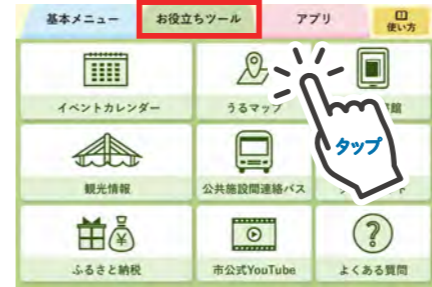 基本メニュー
お役立ちツール
アプリ
使い方
イベントカレンダー
うるマップ
館
観光情報
公共施設間連絡バス
ト
ふるさと納税
市公式YouTube
よくある質問
タップ